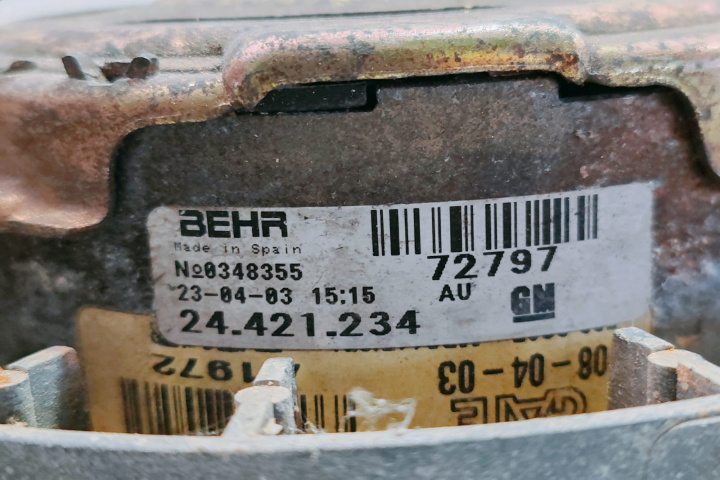 BEHR
Made in Spain
72797
№0348355
23-04-03 15:15 AU GM
24.421.234
08-04-03
1972